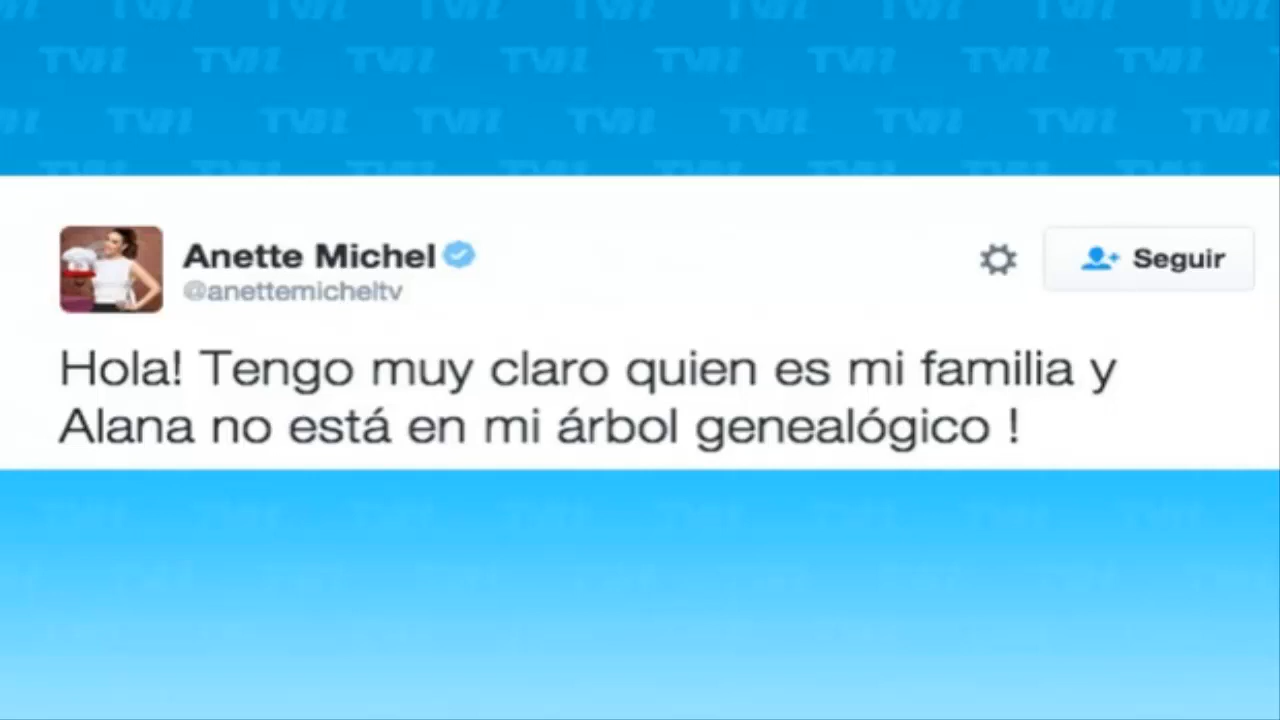 Anette Michel
@anettemicheltv
Seguir
Hola! Tengo muy claro quien es mi familia y
Alana no está en mi árbol genealógico !